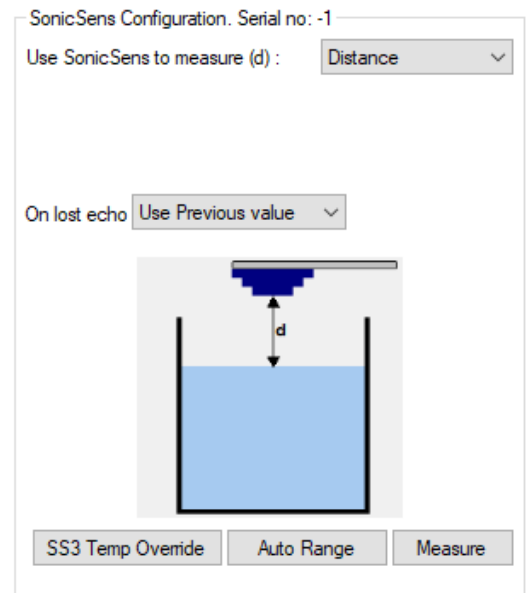 SonicSens Configuration. Serial no: -1
Use SonicSens to measure (d) : Distance
On lost echo Use Previous value
d
SS3 Temp Override Auto Range Measure